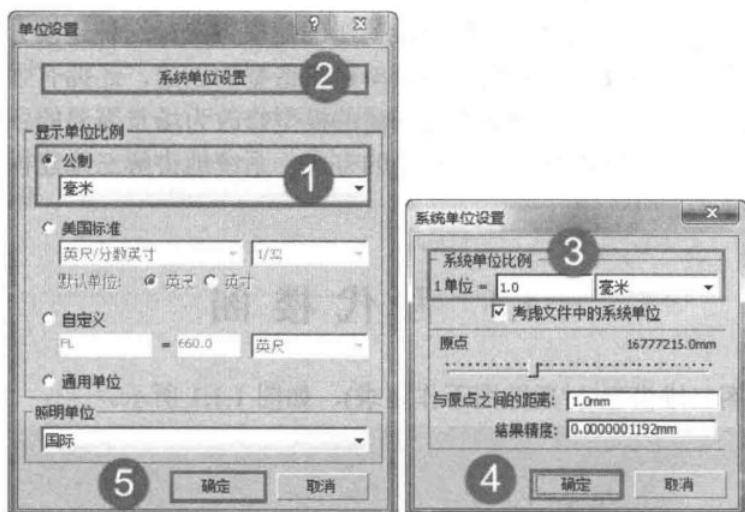 单位设置
系统单位设置
2
显示单位比例
公制
1
毫米
美国标准
英尺/分数英寸 1/32
默认单位: 英尺 英寸
自定义
FL = 660.0 英尺
通用单位
照明单位
国际
5
确定 取消
系统单位设置
系统单位比例
3
1单位 = 1.0 毫米
考虑文件中的系统单位
原点 16777215.0mm
与原点之间的距离: 1.0mm
结果精度: 0.0000001192mm
4
确定 取消